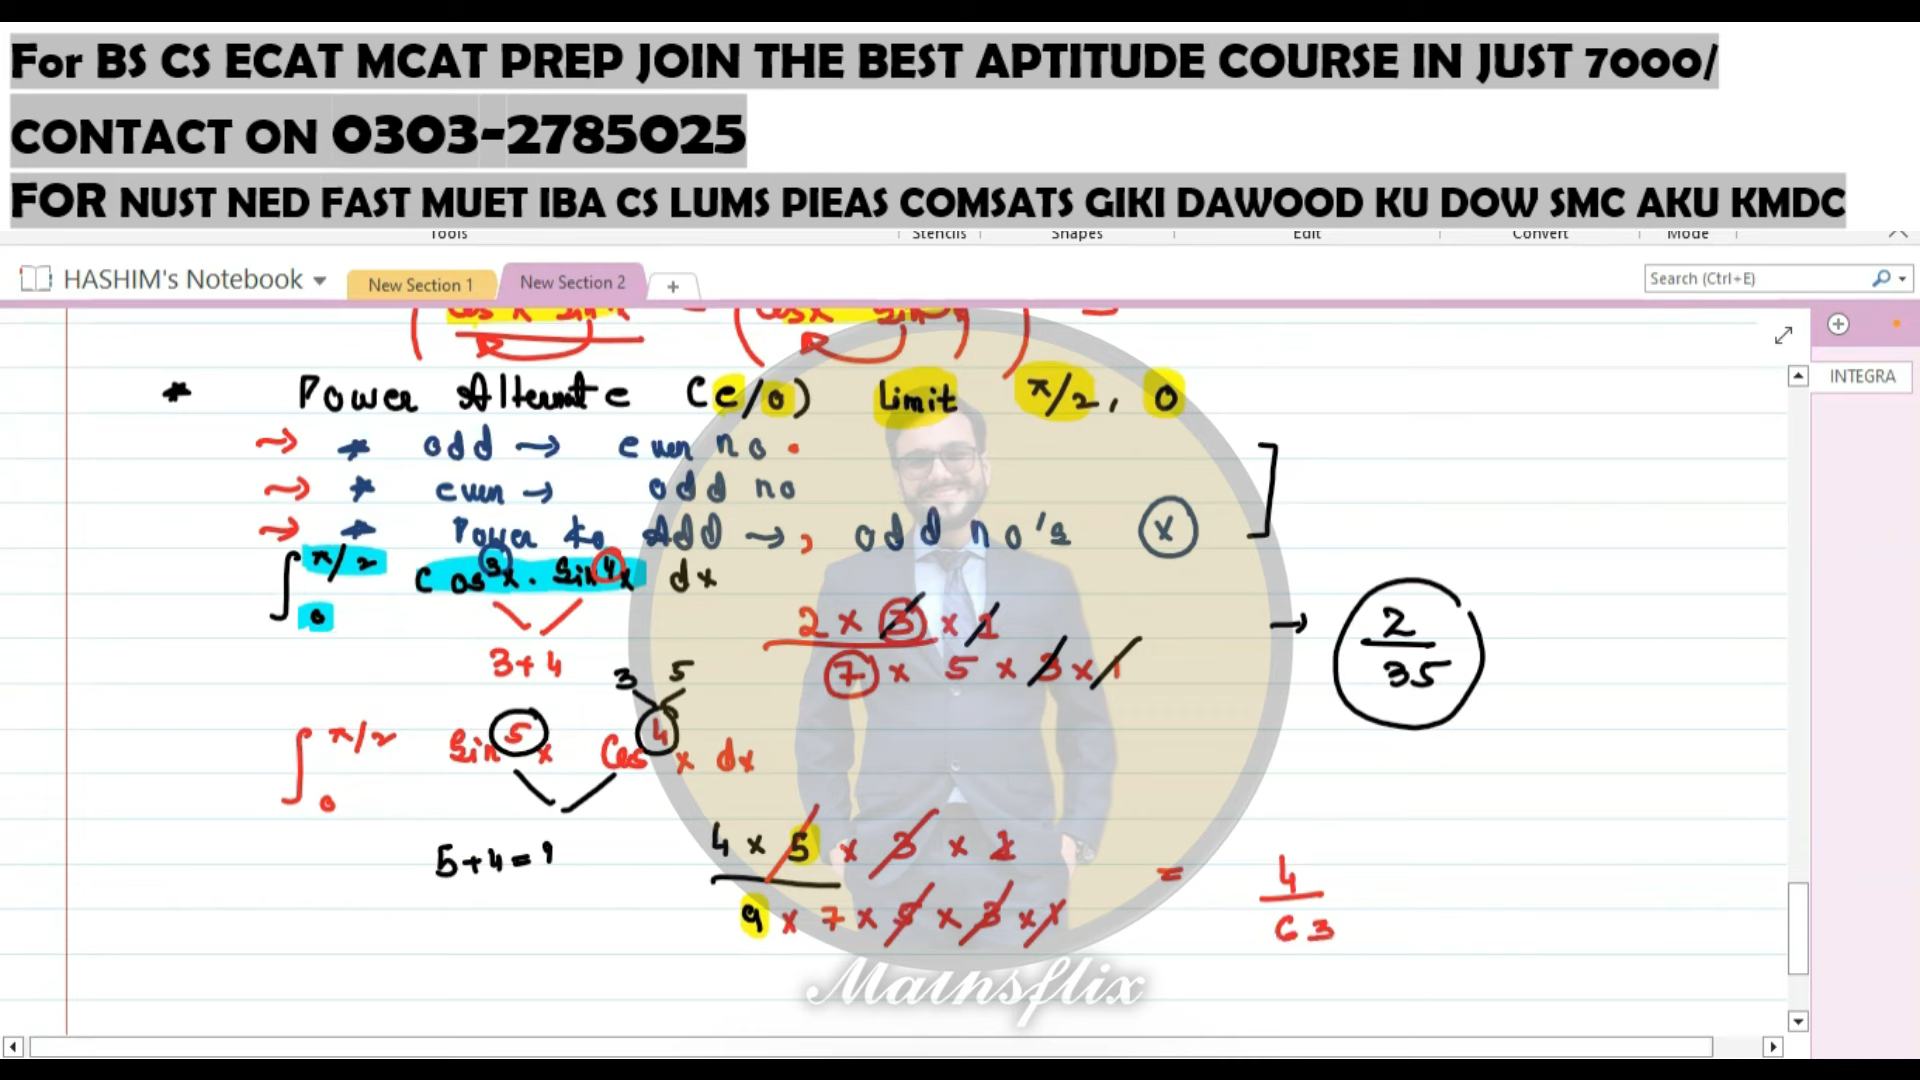 For BS CS ECAT MCAT PREP JOIN THE BEST APTITUDE COURSE IN JUST 7000/
CONTACT ON 0303-2785025
FOR NUST NED FAST MUET IBA CS LUMS PIEAS COMSATS GIKI DAWOOD KU DOW SMC AKU KMDC
Tools Stencils Shapes Edit Convert Mode
HASHIM's Notebook New Section 1 New Section 2 + Search (Ctrl+E)
INTEGRA
* Power Alternate (e/o) Limit π/2, 0
→ * odd → even no.
→ * even → odd no
→ * Power ko Add →, odd no's (x)
∫ π/2 0 Cos³x . Sin⁴x dx
3+4
2 × 3 × 1
7 × 5 × 3 × 1
→ 2/35
3 5
∫ π/2 0 Sin⁵x Cos⁴x dx
5+4=9
4 × 5 × 3 × 1
9 × 7 × 5 × 3 × 1
= 4/63
Mainsflix